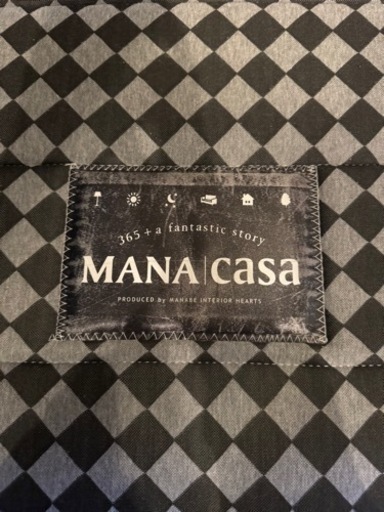 365+a fantastic story
MANA|casa
PRODUCED by MANABE INTERIOR HEARTS